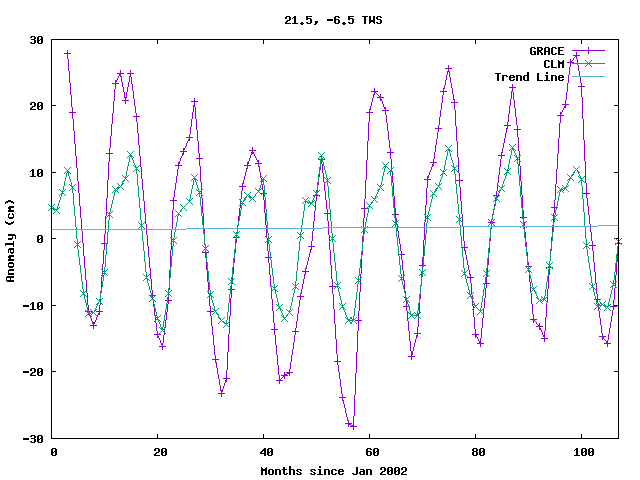 21.5, -6.5 TWS
GRACE
CLM
Trend Line
30
20
10
0
-10
-20
-30
Anomaly (cm)
0 20 40 60 80 100
Months since Jan 2002